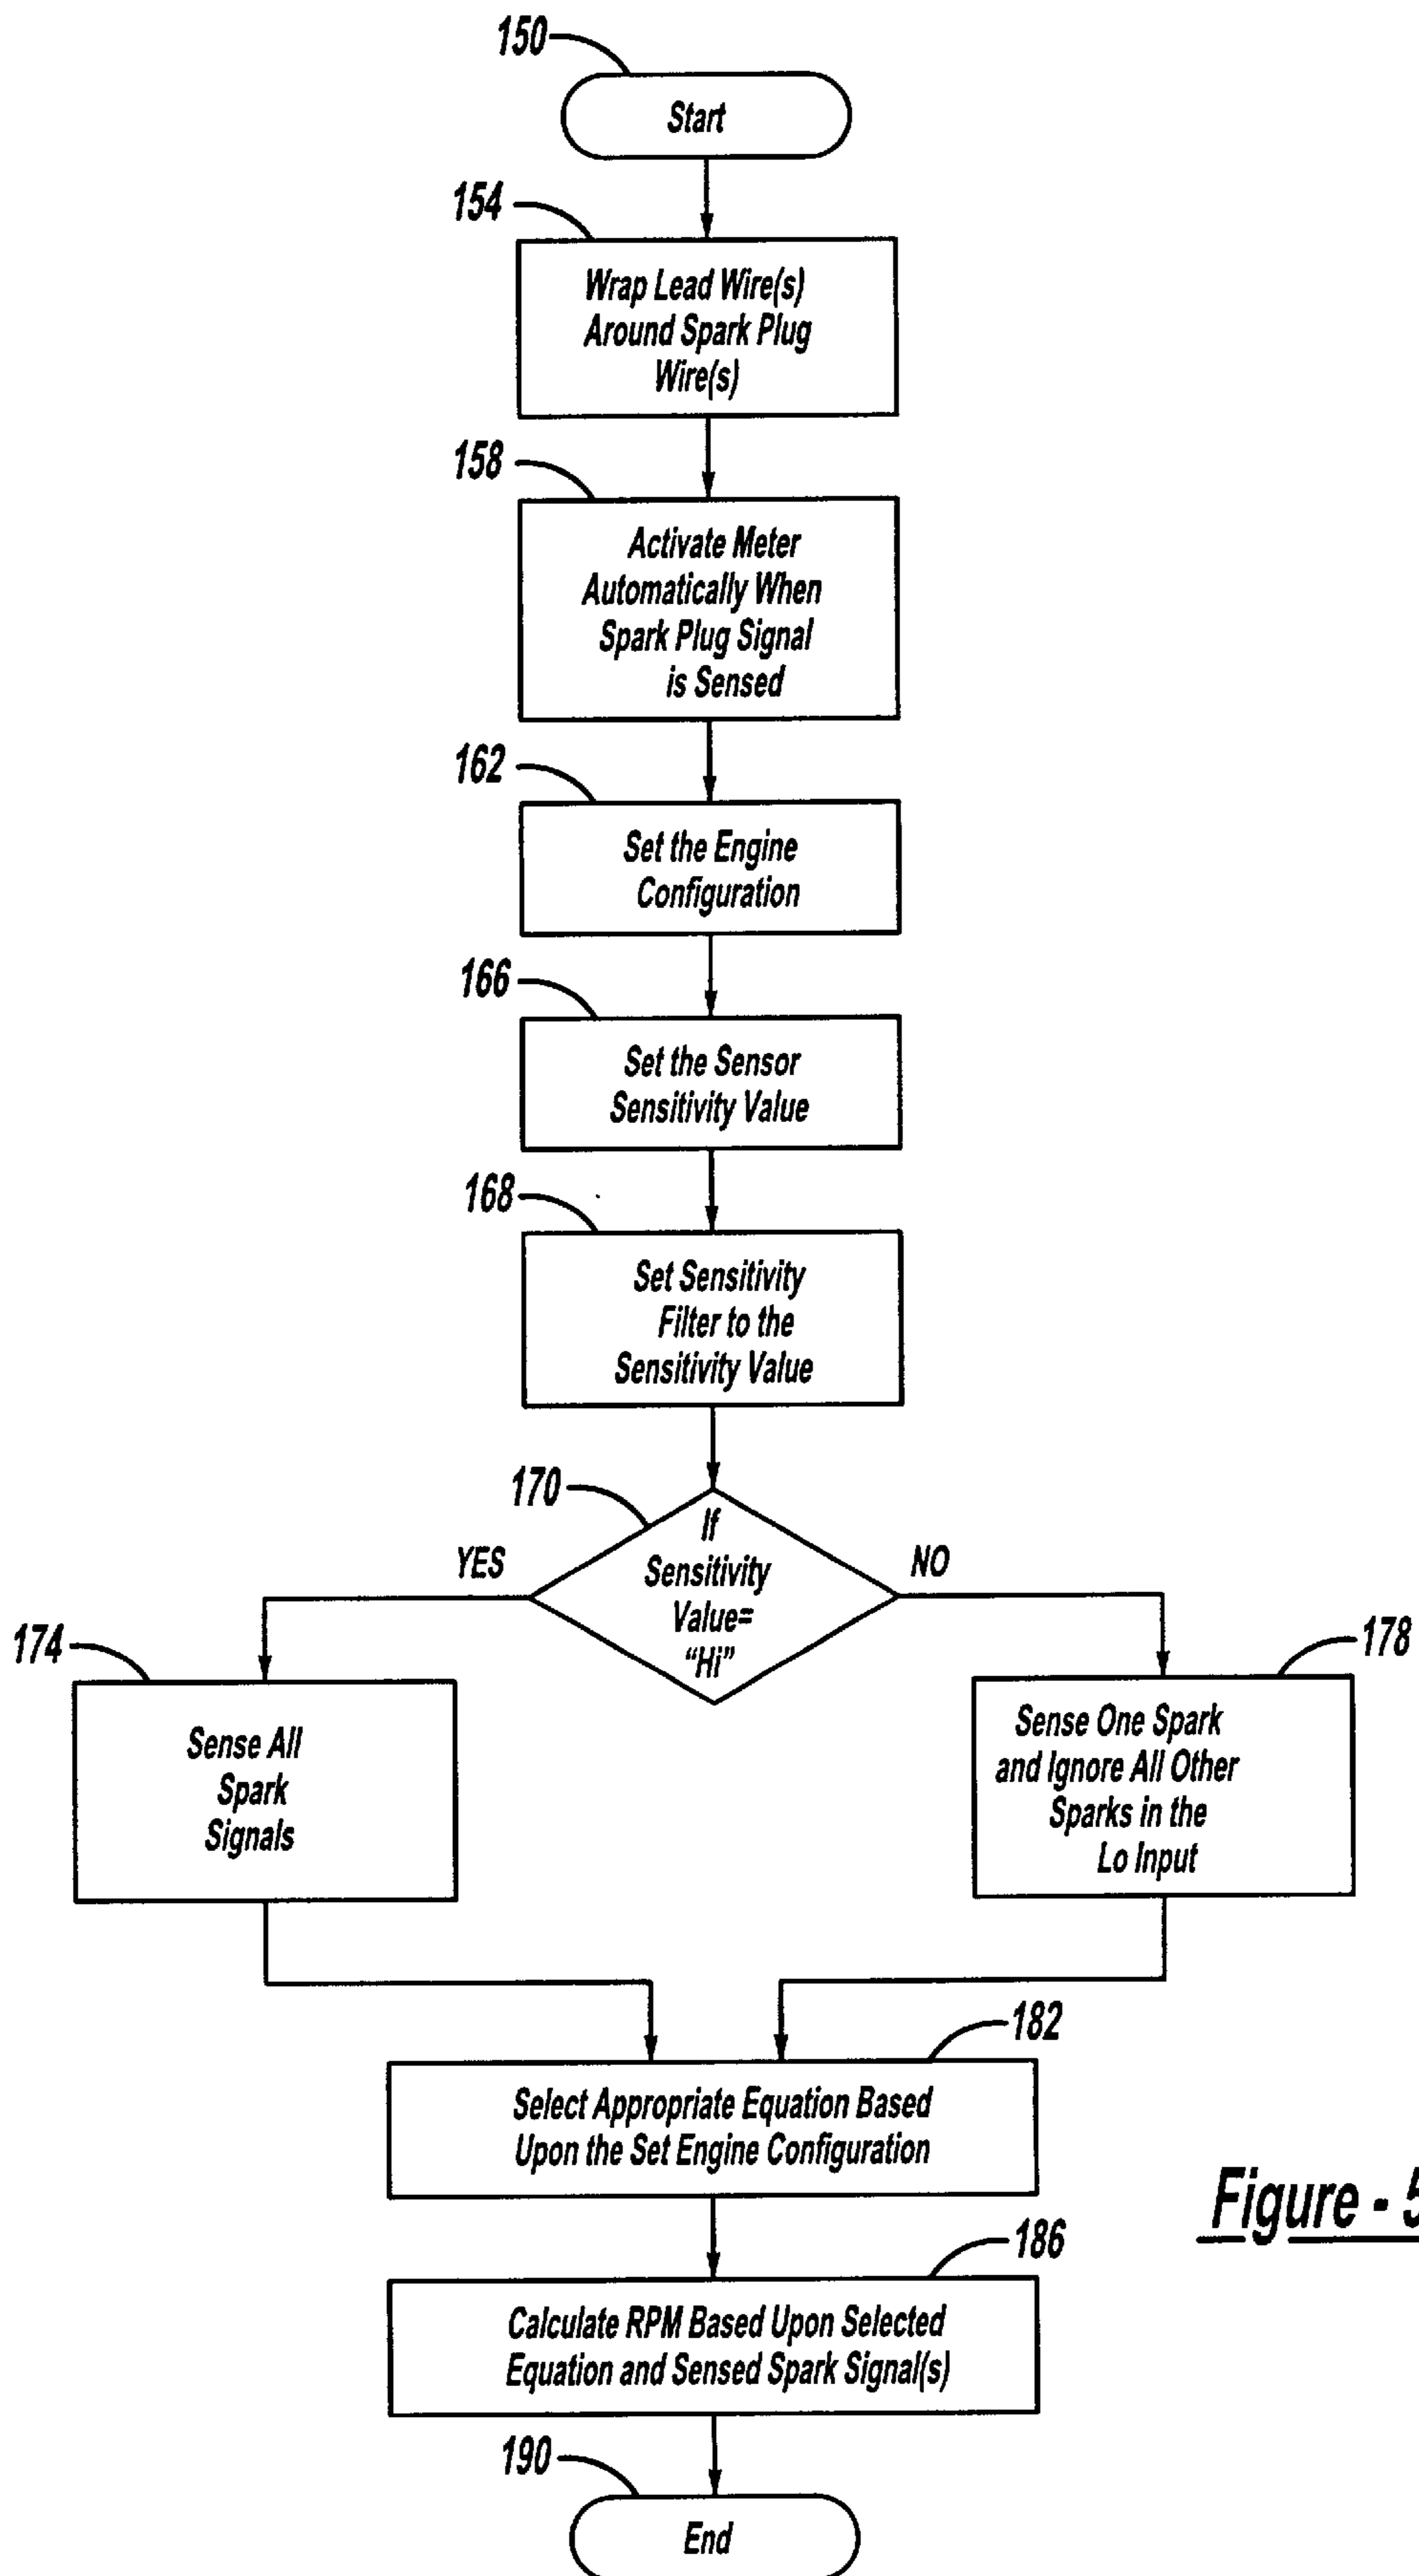 150
Start
154
Wrap Lead Wire(s)
Around Spark Plug
Wire(s)
158
Activate Meter
Automatically When
Spark Plug Signal
is Sensed
162
Set the Engine
Configuration
166
Set the Sensor
Sensitivity Value
168
Set Sensitivity
Filter to the
Sensitivity Value
170
If
Sensitivity
Value=
“Hi”
YES
NO
174
Sense All
Spark
Signals
178
Sense One Spark
and Ignore All Other
Sparks in the
Lo Input
182
Select Appropriate Equation Based
Upon the Set Engine Configuration
186
Calculate RPM Based Upon Selected
Equation and Sensed Spark Signal(s)
Figure - 5
190
End